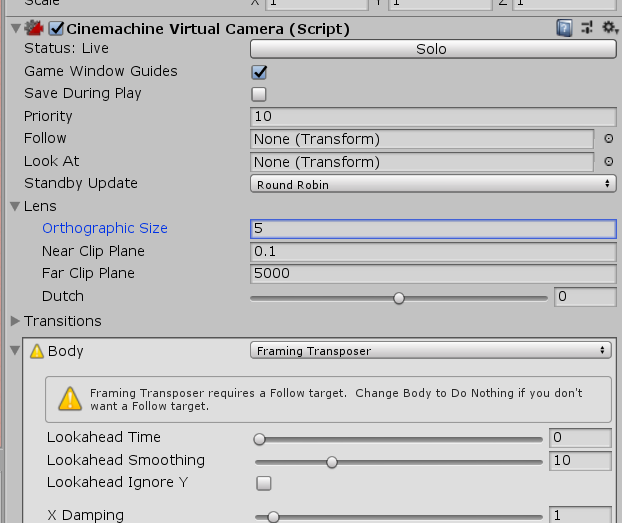 Scale X 1 Y 1 Z 1
Cinemachine Virtual Camera (Script)
Status: Live Solo
Game Window Guides
Save During Play
Priority 10
Follow None (Transform)
Look At None (Transform)
Standby Update Round Robin
Lens
Orthographic Size 5
Near Clip Plane 0.1
Far Clip Plane 5000
Dutch 0
Transitions
Body Framing Transposer
Framing Transposer requires a Follow target. Change Body to Do Nothing if you don't
want a Follow target.
Lookahead Time 0
Lookahead Smoothing 10
Lookahead Ignore Y
X Damping 1